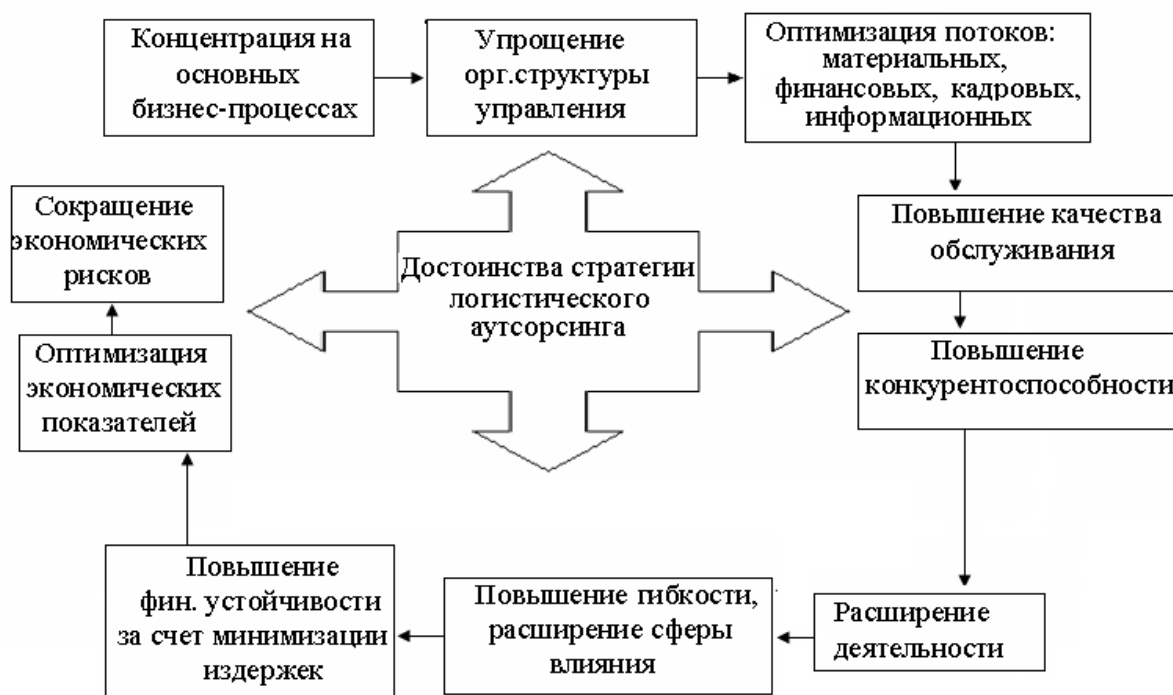 Концентрация на
основных
бизнес-процессах
Упрощение
орг.структуры
управления
Оптимизация потоков:
материальных,
финансовых, кадровых,
информационных
Повышение качества
обслуживания
Повышение
конкурентоспособности
Расширение
деятельности
Повышение гибкости,
расширение сферы
влияния
Повышение
фин. устойчивости
за счет минимизации
издержек
Оптимизация
экономических
показателей
Сокращение
экономических
рисков
Достоинства стратегии
логистического
аутсорсинга